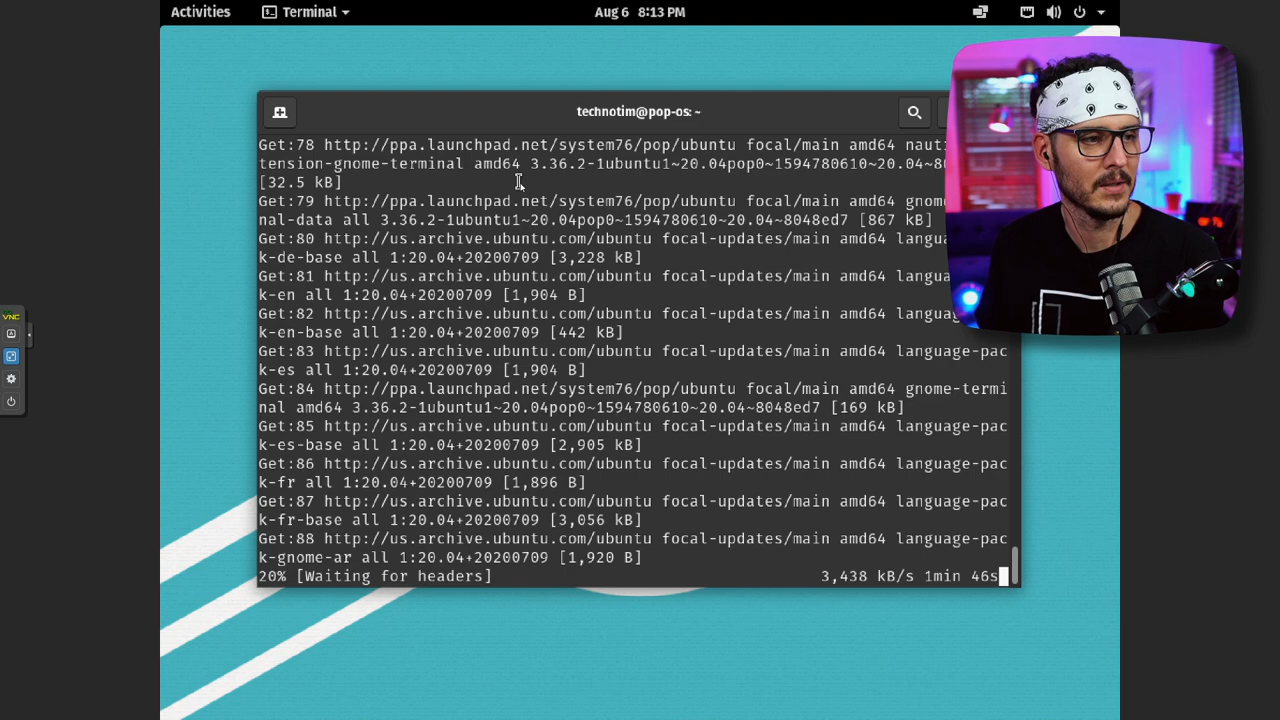 Activities
Terminal
Aug 6 8:13 PM
technotim@pop-os: ~
Get:78 http://ppa.launchpad.net/system76/pop/ubuntu focal/main amd64 nauti
tension-gnome-terminal amd64 3.36.2-1ubuntu1~20.04pop0~1594780610~20.04~80
[32.5 kB]
Get:79 http://ppa.launchpad.net/system76/pop/ubuntu focal/main amd64 gnome
nal-data all 3.36.2-1ubuntu1~20.04pop0~1594780610~20.04~8048ed7 [867 kB]
Get:80 http://us.archive.ubuntu.com/ubuntu focal-updates/main amd64 langua
k-de-base all 1:20.04+20200709 [3,228 kB]
Get:81 http://us.archive.ubuntu.com/ubuntu focal-updates/main amd64 langua
k-en all 1:20.04+20200709 [1,904 B]
Get:82 http://us.archive.ubuntu.com/ubuntu focal-updates/main amd64 langua
k-en-base all 1:20.04+20200709 [442 kB]
Get:83 http://us.archive.ubuntu.com/ubuntu focal-updates/main amd64 language-pac
k-es all 1:20.04+20200709 [1,904 B]
Get:84 http://ppa.launchpad.net/system76/pop/ubuntu focal/main amd64 gnome-termi
nal amd64 3.36.2-1ubuntu1~20.04pop0~1594780610~20.04~8048ed7 [169 kB]
Get:85 http://us.archive.ubuntu.com/ubuntu focal-updates/main amd64 language-pac
k-es-base all 1:20.04+20200709 [2,905 kB]
Get:86 http://us.archive.ubuntu.com/ubuntu focal-updates/main amd64 language-pac
k-fr all 1:20.04+20200709 [1,896 B]
Get:87 http://us.archive.ubuntu.com/ubuntu focal-updates/main amd64 language-pac
k-fr-base all 1:20.04+20200709 [3,056 kB]
Get:88 http://us.archive.ubuntu.com/ubuntu focal-updates/main amd64 language-pac
k-gnome-ar all 1:20.04+20200709 [1,920 B]
20% [Waiting for headers] 3,438 kB/s 1min 46s
VNC
A